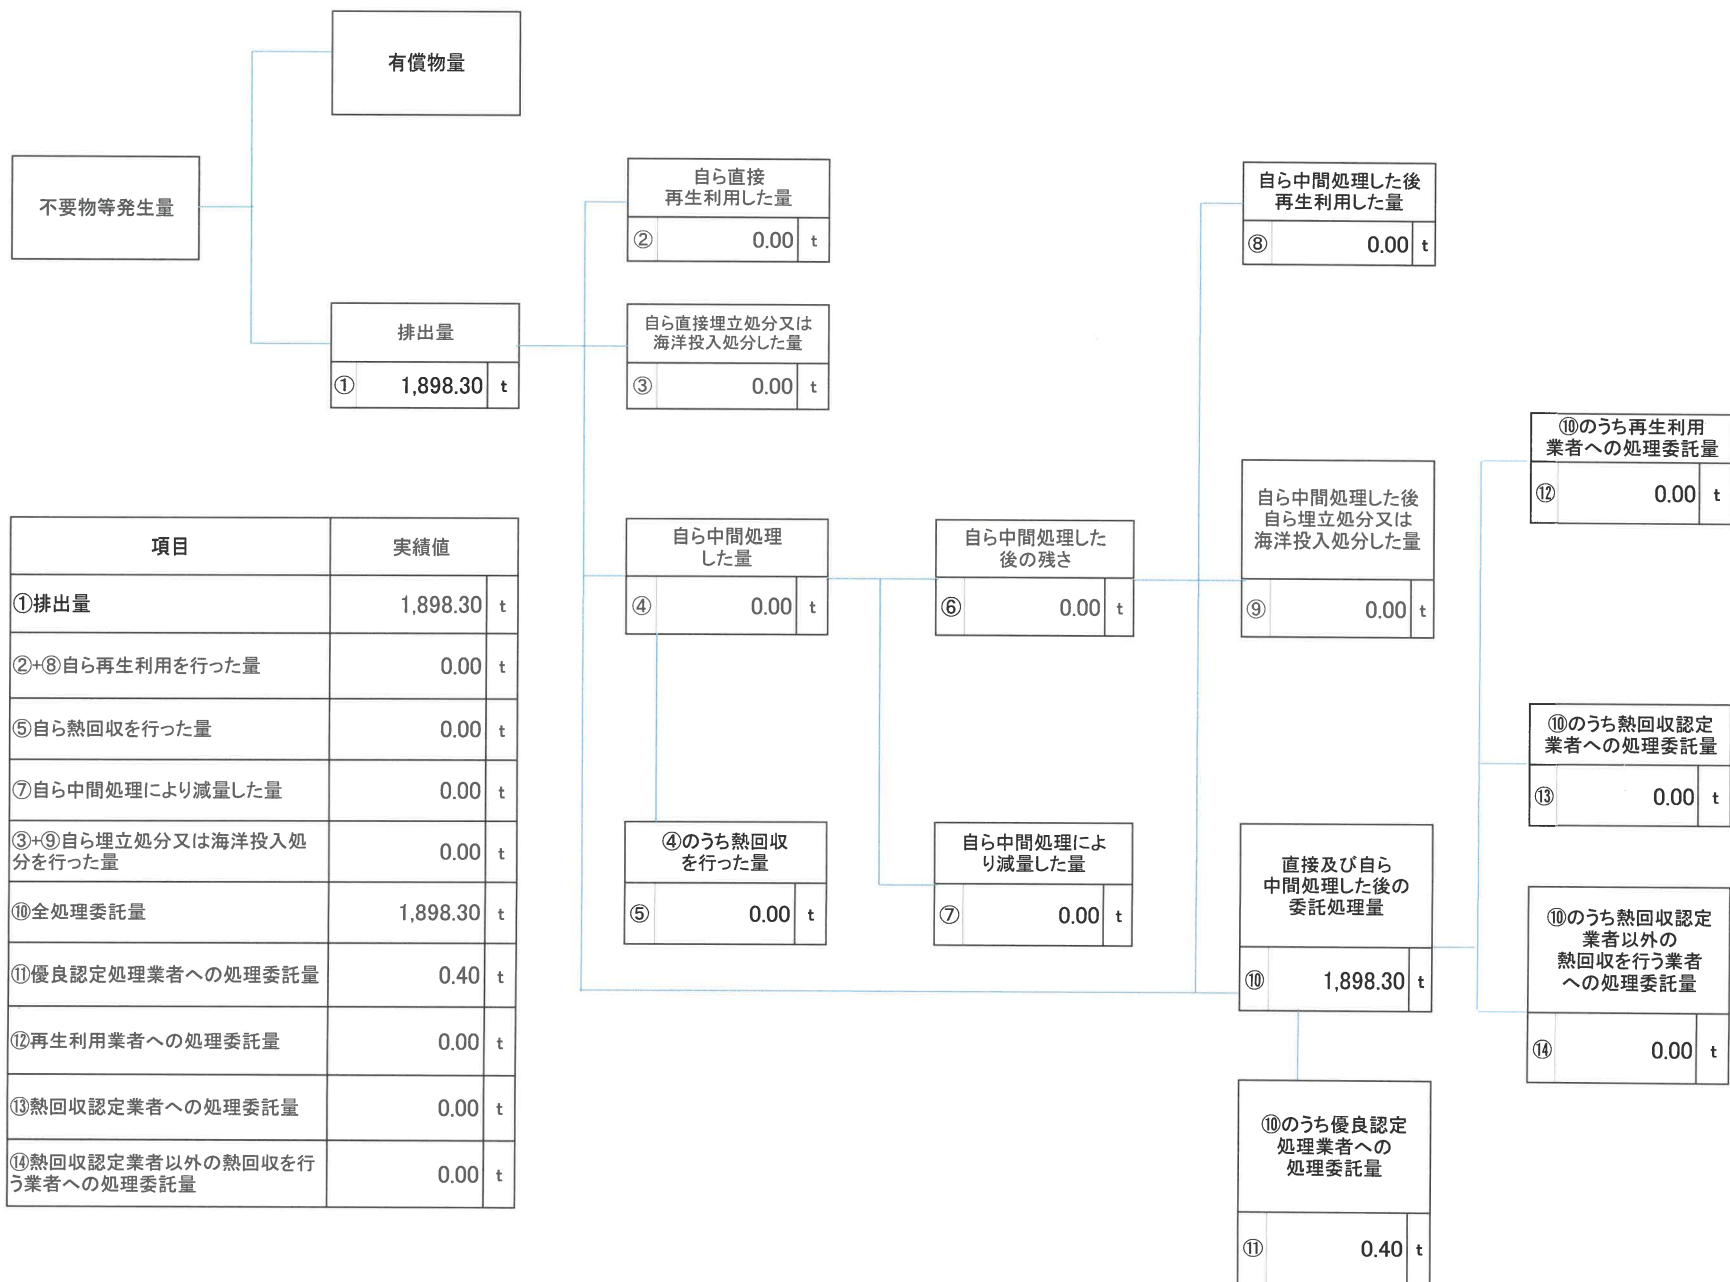 有償物量
不要物等発生量
排出量
① 1,898.30 t
自ら直接
再生利用した量
② 0.00 t
自ら直接埋立処分又は
海洋投入処分した量
③ 0.00 t
自ら中間処理
した量
④ 0.00 t
④のうち熱回収
を行った量
⑤ 0.00 t
自ら中間処理した
後の残さ
⑥ 0.00 t
自ら中間処理によ
り減量した量
⑦ 0.00 t
自ら中間処理した後
再生利用した量
⑧ 0.00 t
自ら中間処理した後
自ら埋立処分又は
海洋投入処分した量
⑨ 0.00 t
直接及び自ら
中間処理した後の
委託処理量
⑩ 1,898.30 t
⑩のうち優良認定
処理業者への
処理委託量
⑪ 0.40 t
⑩のうち再生利用
業者への処理委託量
⑫ 0.00 t
⑩のうち熱回収認定
業者への処理委託量
⑬ 0.00 t
⑩のうち熱回収認定
業者以外の
熱回収を行う業者
への処理委託量
⑭ 0.00 t
項目 実績値
①排出量 1,898.30 t
②+⑧自ら再生利用を行った量 0.00 t
⑤自ら熱回収を行った量 0.00 t
⑦自ら中間処理により減量した量 0.00 t
③+⑨自ら埋立処分又は海洋投入処
分を行った量 0.00 t
⑩全処理委託量 1,898.30 t
⑪優良認定処理業者への処理委託量 0.40 t
⑫再生利用業者への処理委託量 0.00 t
⑬熱回収認定業者への処理委託量 0.00 t
⑭熱回収認定業者以外の熱回収を行
う業者への処理委託量 0.00 t